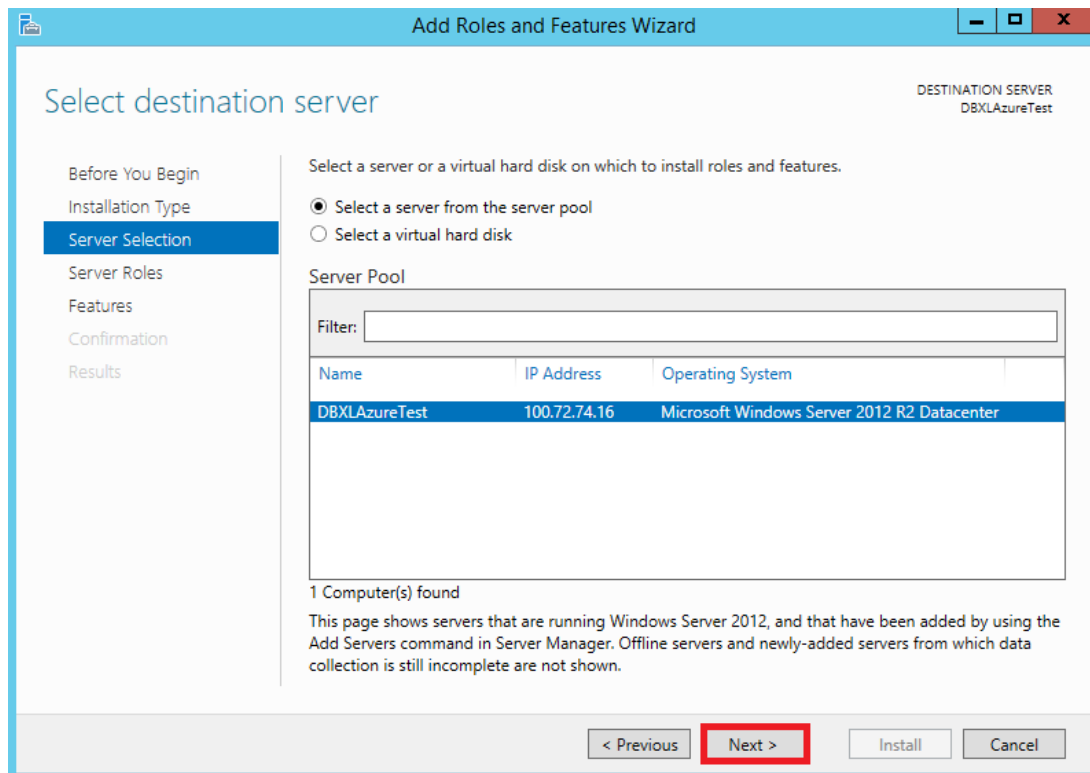 Add Roles and Features Wizard
Select destination server
DESTINATION SERVER
DBXLAzureTest
Before You Begin
Installation Type
Server Selection
Server Roles
Features
Confirmation
Results
Select a server or a virtual hard disk on which to install roles and features.
Select a server from the server pool
Select a virtual hard disk
Server Pool
Filter:
Name IP Address Operating System
DBXLAzureTest 100.72.74.16 Microsoft Windows Server 2012 R2 Datacenter
1 Computer(s) found
This page shows servers that are running Windows Server 2012, and that have been added by using the
Add Servers command in Server Manager. Offline servers and newly-added servers from which data
collection is still incomplete are not shown.
< Previous Next > Install Cancel